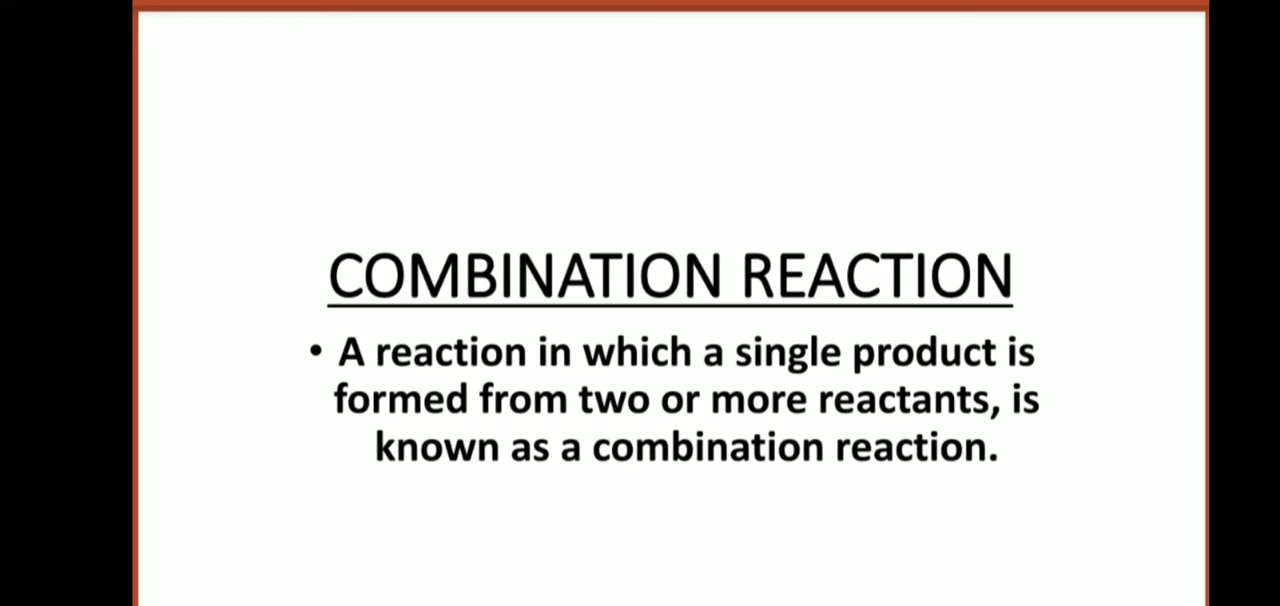 COMBINATION REACTION
• A reaction in which a single product is
formed from two or more reactants, is
known as a combination reaction.